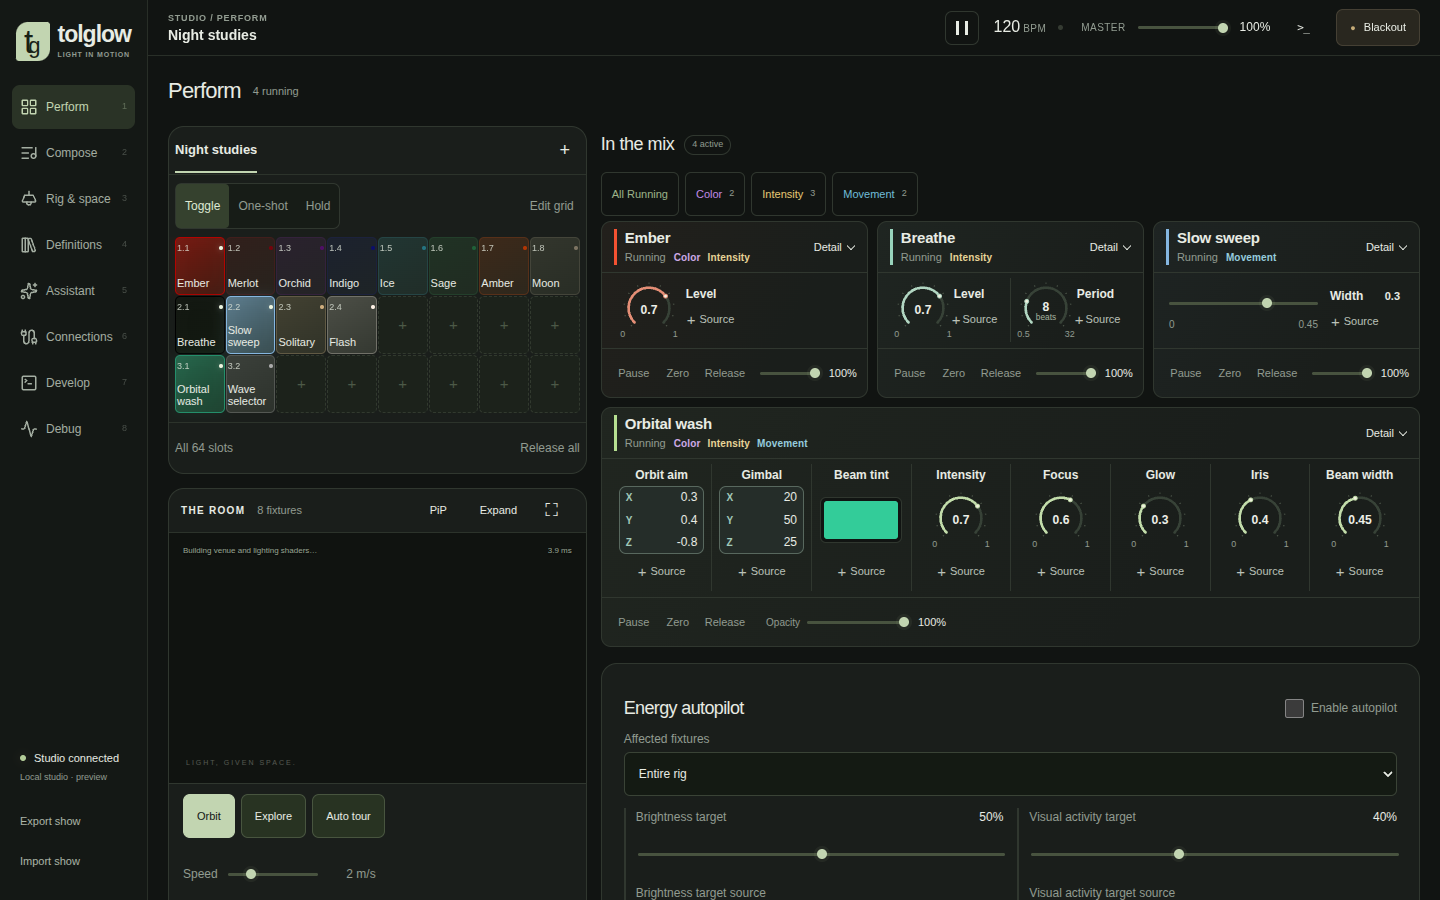 tg tolglow
LIGHT IN MOTION
STUDIO / PERFORM
Night studies
120 BPM
MASTER
100%
>_
Blackout
Perform 1
Compose 2
Rig & space 3
Definitions 4
Assistant 5
Connections 6
Develop 7
Debug 8
Studio connected
Local studio · preview
Export show
Import show
Perform
4 running
Night studies
+
Toggle One-shot Hold
Edit grid
1.1 Ember
1.2 Merlot
1.3 Orchid
1.4 Indigo
1.5 Ice
1.6 Sage
1.7 Amber
1.8 Moon
2.1 Breathe
2.2 Slow sweep
2.3 Solitary
2.4 Flash
+ + + +
3.1 Orbital wash
3.2 Wave selector
+ + + + + +
All 64 slots
Release all
THE ROOM 8 fixtures
PiP Expand
Building venue and lighting shaders…
3.9 ms
LIGHT, GIVEN SPACE.
Orbit Explore Auto tour
Speed 2 m/s
In the mix 4 active
All Running Color 2 Intensity 3 Movement 2
Ember
Running Color Intensity
Detail
0.7
0 1
Level
+ Source
Pause Zero Release 100%
Breathe
Running Intensity
Detail
0.7
0 1
Level
+ Source
8 beats
0.5 32
Period
+ Source
Pause Zero Release 100%
Slow sweep
Running Movement
Detail
0 0.45
Width 0.3
+ Source
Pause Zero Release 100%
Orbital wash
Running Color Intensity Movement
Detail
Orbit aim
X 0.3
Y 0.4
Z -0.8
+ Source
Gimbal
X 20
Y 50
Z 25
+ Source
Beam tint
+ Source
Intensity
0.7
0 1
+ Source
Focus
0.6
0 1
+ Source
Glow
0.3
0 1
+ Source
Iris
0.4
0 1
+ Source
Beam width
0.45
0 1
+ Source
Pause Zero Release Opacity 100%
Energy autopilot
Enable autopilot
Affected fixtures
Entire rig
Brightness target 50%
Visual activity target 40%
Brightness target source
Visual activity target source